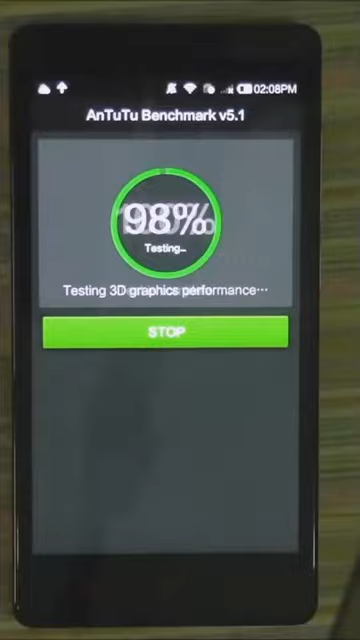 02:08PM
AnTuTu Benchmark v5.1
98%
Testing...
Testing 3D graphics performance...
STOP